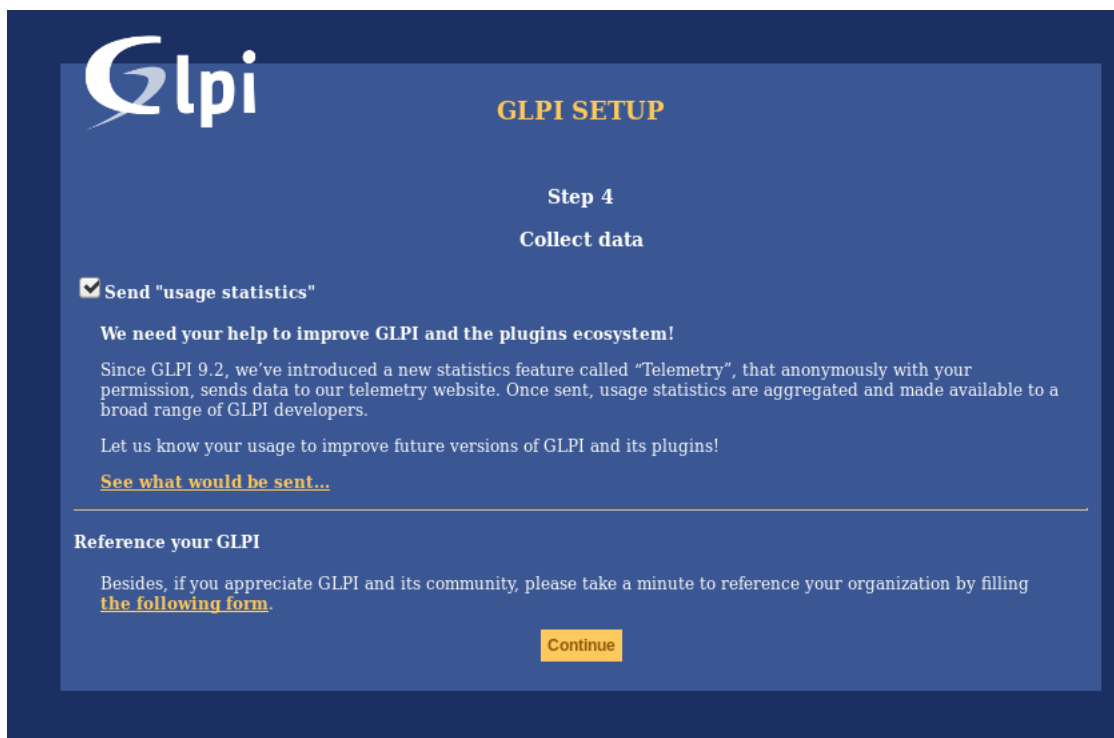 Glpi
GLPI SETUP
Step 4
Collect data
Send "usage statistics"
We need your help to improve GLPI and the plugins ecosystem!
Since GLPI 9.2, we’ve introduced a new statistics feature called “Telemetry”, that anonymously with your
permission, sends data to our telemetry website. Once sent, usage statistics are aggregated and made available to a
broad range of GLPI developers.
Let us know your usage to improve future versions of GLPI and its plugins!
See what would be sent...
Reference your GLPI
Besides, if you appreciate GLPI and its community, please take a minute to reference your organization by filling
the following form.
Continue